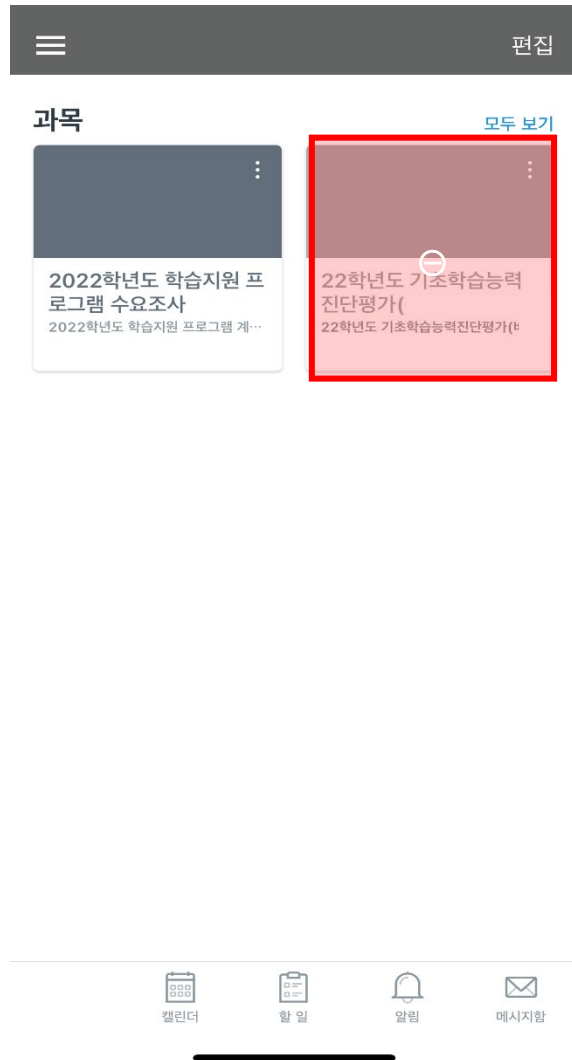 편집
과목
모두 보기
2022학년도 학습지원 프
로그램 수요조사
2022학년도 학습지원 프로그램 계…
22학년도 기초학습능력
진단평가(
22학년도 기초학습능력진단평가(
캘린더
할 일
알림
메시지함